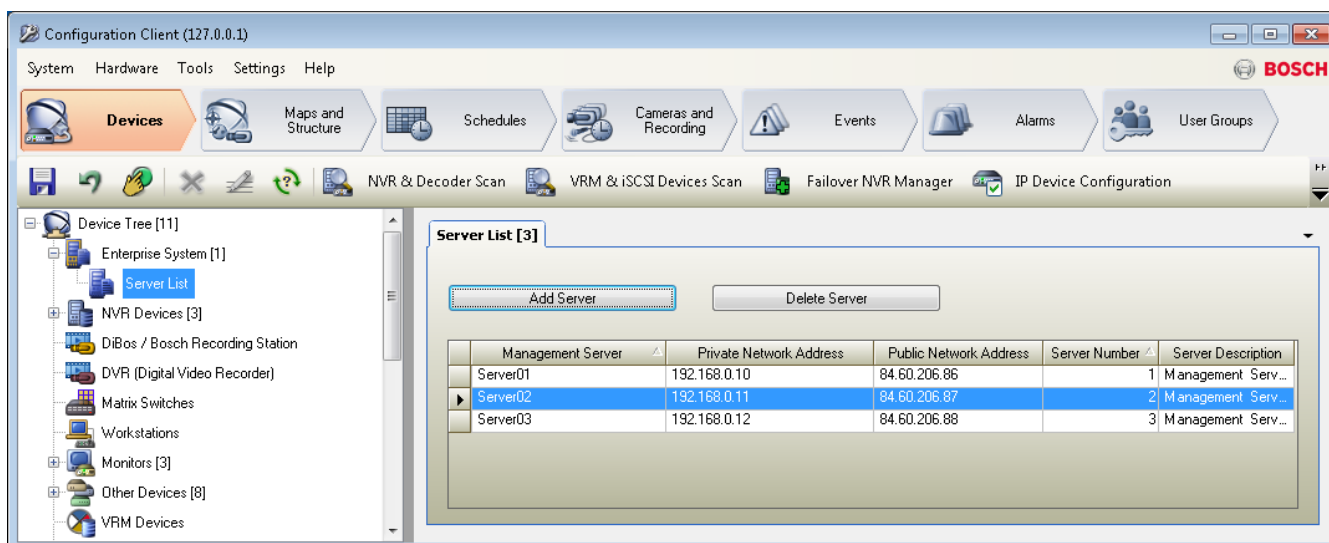 Configuration Client (127.0.0.1)
System Hardware Tools Settings Help
BOSCH
Devices
Maps and
Structure
Schedules
Cameras and
Recording
Events
Alarms
User Groups
NVR & Decoder Scan VRM & iSCSI Devices Scan Failover NVR Manager IP Device Configuration
Device Tree [11]
Enterprise System [1]
Server List
NVR Devices [3]
DiBos / Bosch Recording Station
DVR (Digital Video Recorder)
Matrix Switches
Workstations
Monitors [3]
Other Devices [8]
VRM Devices
Server List [3]
Add Server Delete Server
Management Server Private Network Address Public Network Address Server Number Server Description
Server01 192.168.0.10 84.60.206.86 1 Management Serv...
Server02 192.168.0.11 84.60.206.87 2 Management Serv...
Server03 192.168.0.12 84.60.206.88 3 Management Serv...